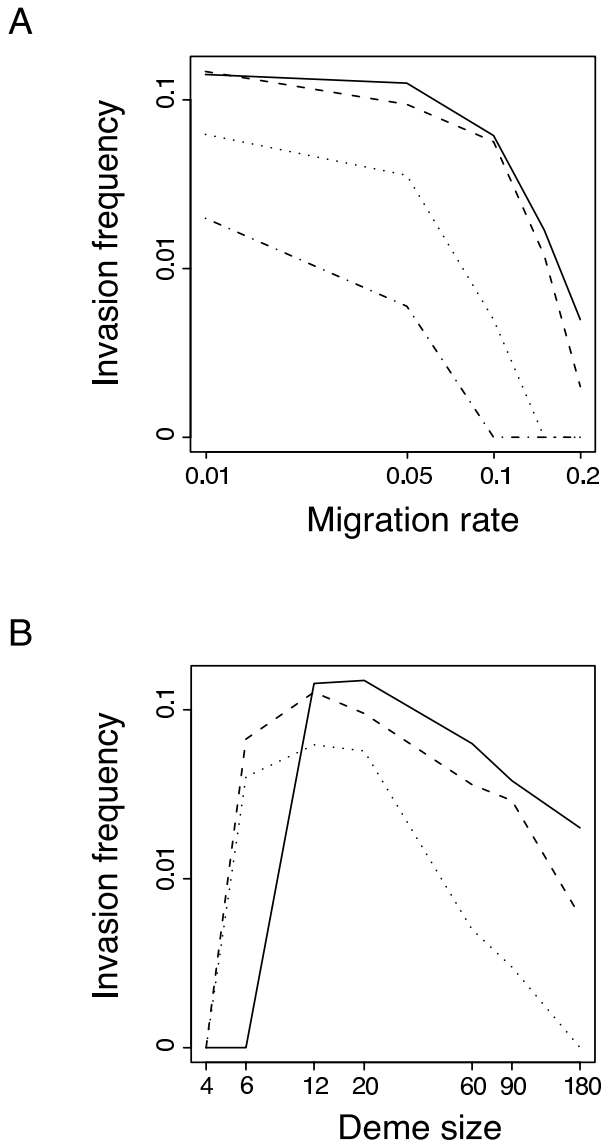 A
Invasion frequency
0.1
0.01
0
0.01 0.05 0.1 0.2
Migration rate
B
Invasion frequency
0.1
0.01
0
4 6 12 20 60 90 180
Deme size